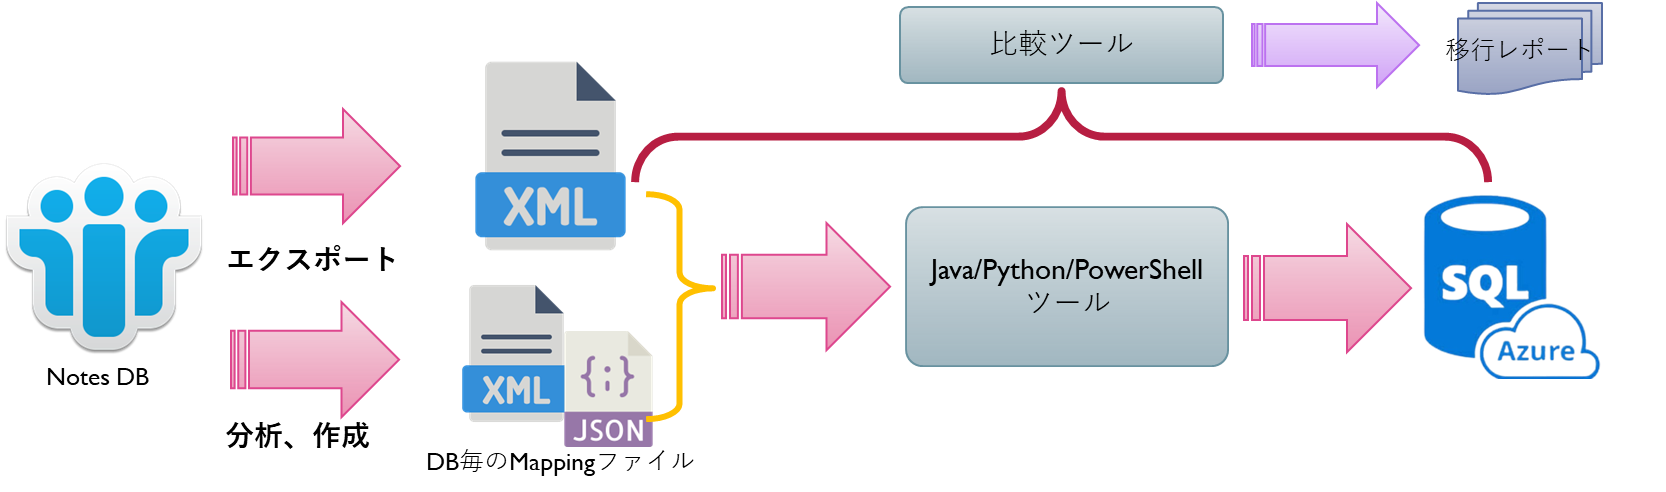 比較ツール
移行レポート
XML
エクスポート
Java/Python/PowerShell
ツール
SQL
Azure
Notes DB
XML
{;}
JSON
分析、作成
DB毎のMappingファイル